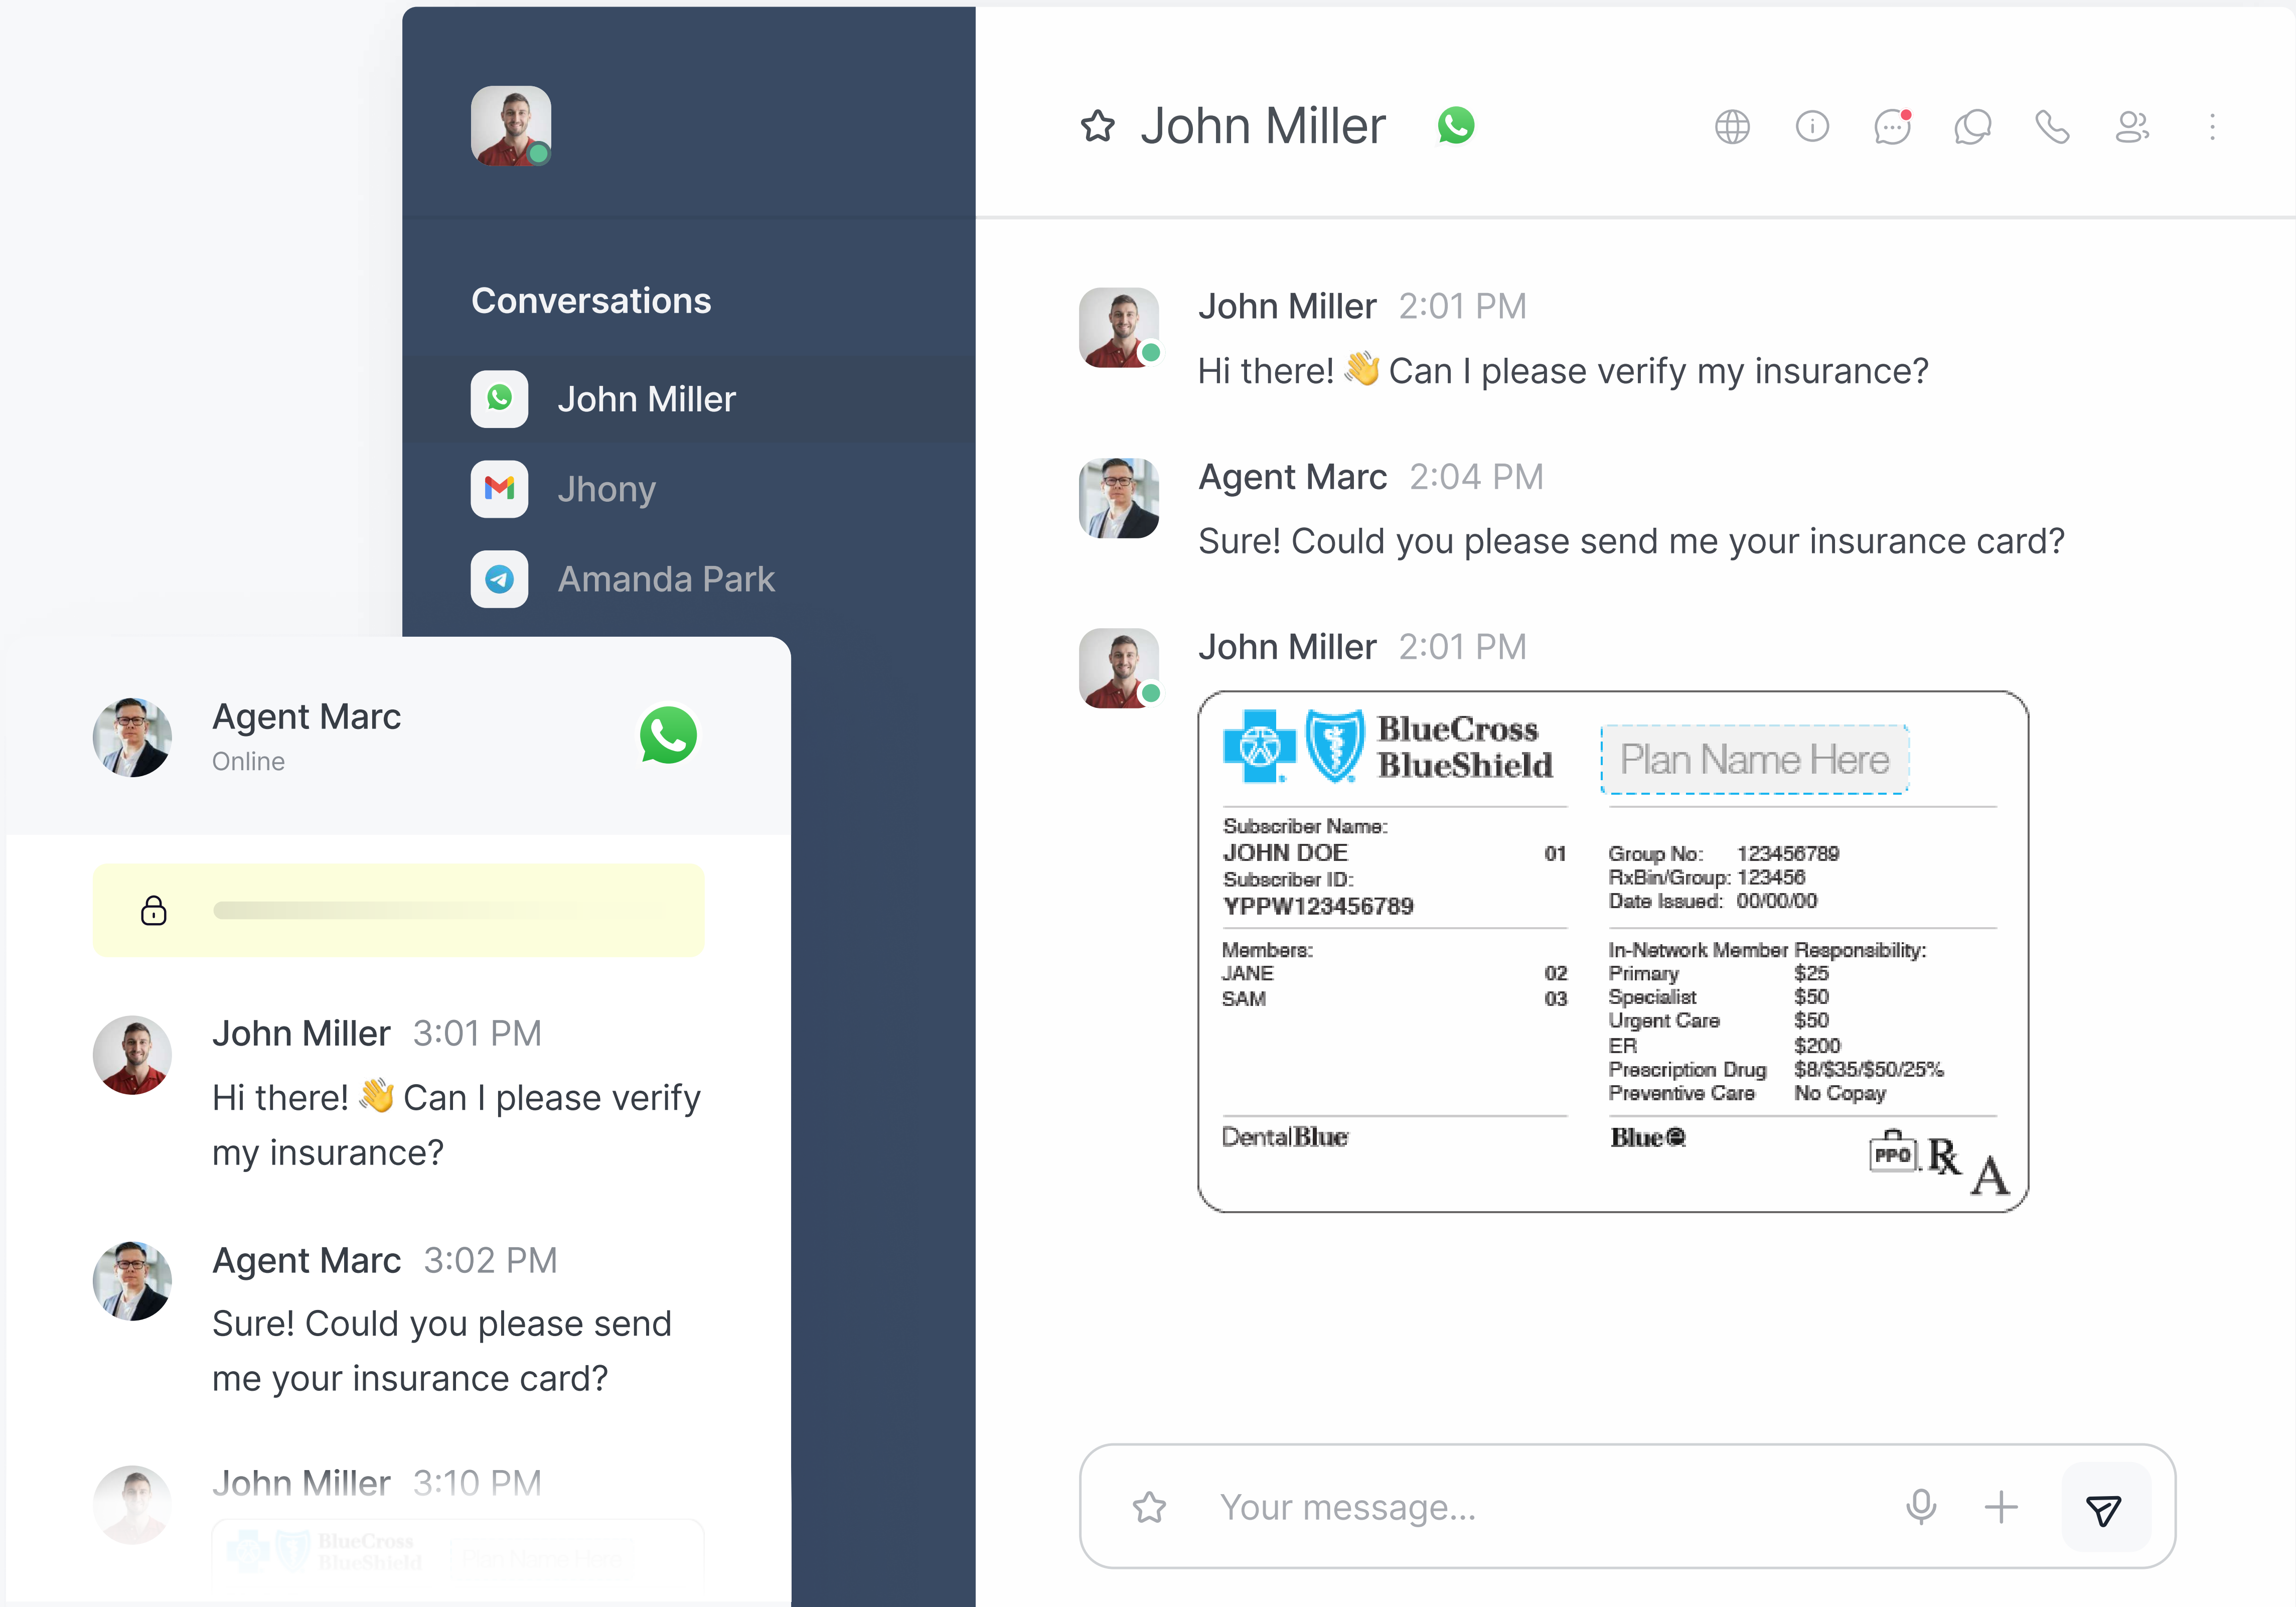 John Miller
Conversations
John Miller
Jhony
Amanda Park
John Miller 2:01 PM
Hi there! 👋 Can I please verify my insurance?
Agent Marc 2:04 PM
Sure! Could you please send me your insurance card?
John Miller 2:01 PM
BlueCross
BlueShield
Plan Name Here
Subscriber Name:
JOHN DOE 01
Subscriber ID:
YPPW123456789
Group No: 123456789
RxBin/Group: 123456
Date Issued: 00/00/00
Members:
JANE 02
SAM 03
In-Network Member Responsibility:
Primary $25
Specialist $50
Urgent Care $50
ER $200
Prescription Drug $8/$35/$50/25%
Preventive Care No Copay
DentalBlue
Blue
PPO
Rx
A
Your message...
Agent Marc
Online
John Miller 3:01 PM
Hi there! 👋 Can I please verify
my insurance?
Agent Marc 3:02 PM
Sure! Could you please send
me your insurance card?
John Miller 3:10 PM
BlueCross
BlueShield
Plan Name Here